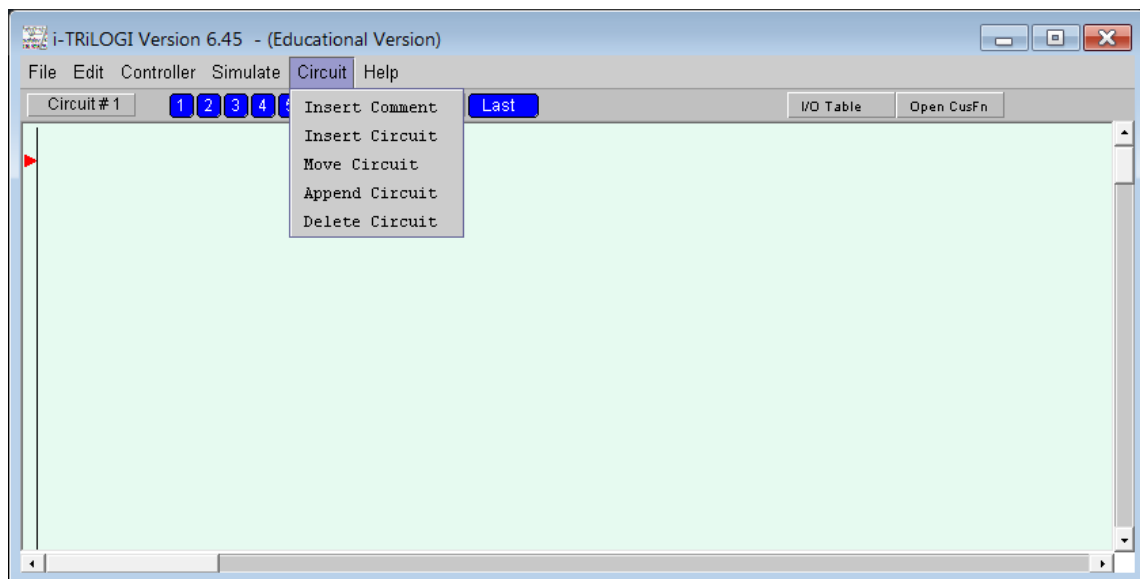 i-TRiLOGI Version 6.45 - (Educational Version)
File Edit Controller Simulate Circuit Help
Circuit # 1 1 2 3 4 Last I/O Table Open CusFn
Insert Comment
Insert Circuit
Move Circuit
Append Circuit
Delete Circuit